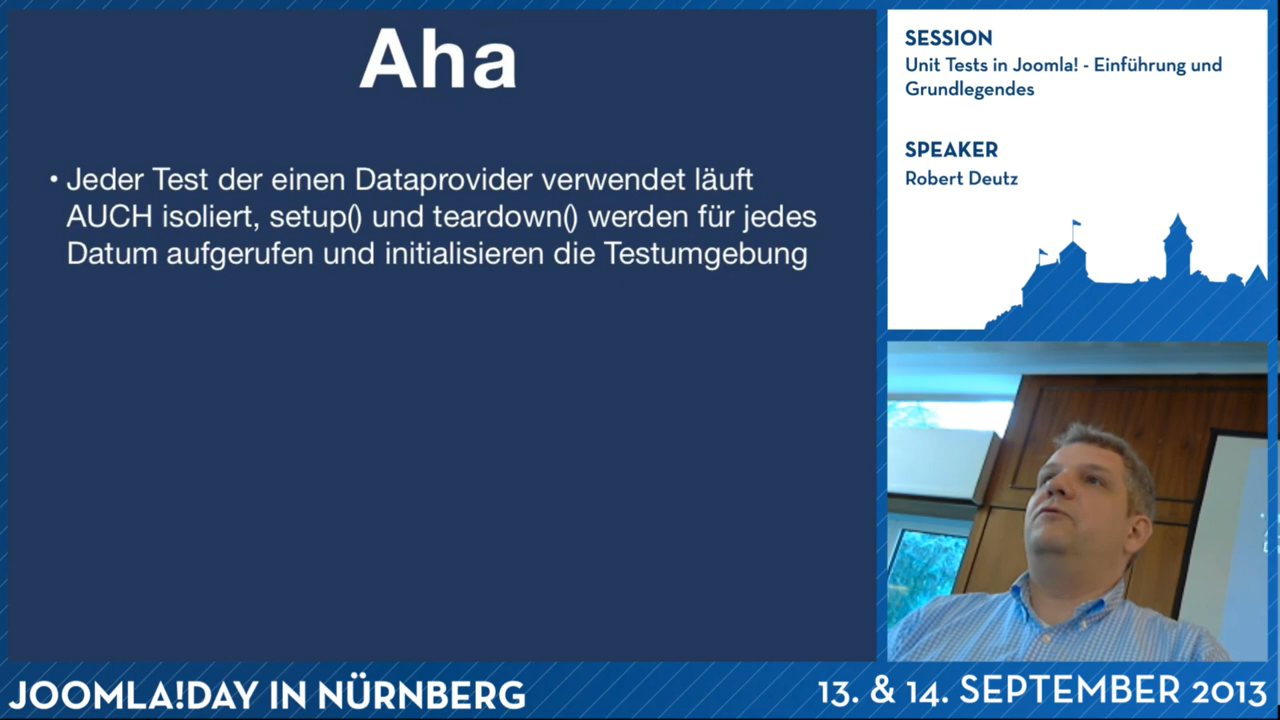 Aha
• Jeder Test der einen Dataprovider verwendet läuft
AUCH isoliert, setup() und teardown() werden für jedes
Datum aufgerufen und initialisieren die Testumgebung
SESSION
Unit Tests in Joomla! - Einführung und
Grundlegendes
SPEAKER
Robert Deutz
JOOMLA!DAY IN NÜRNBERG
13. & 14. SEPTEMBER 2013